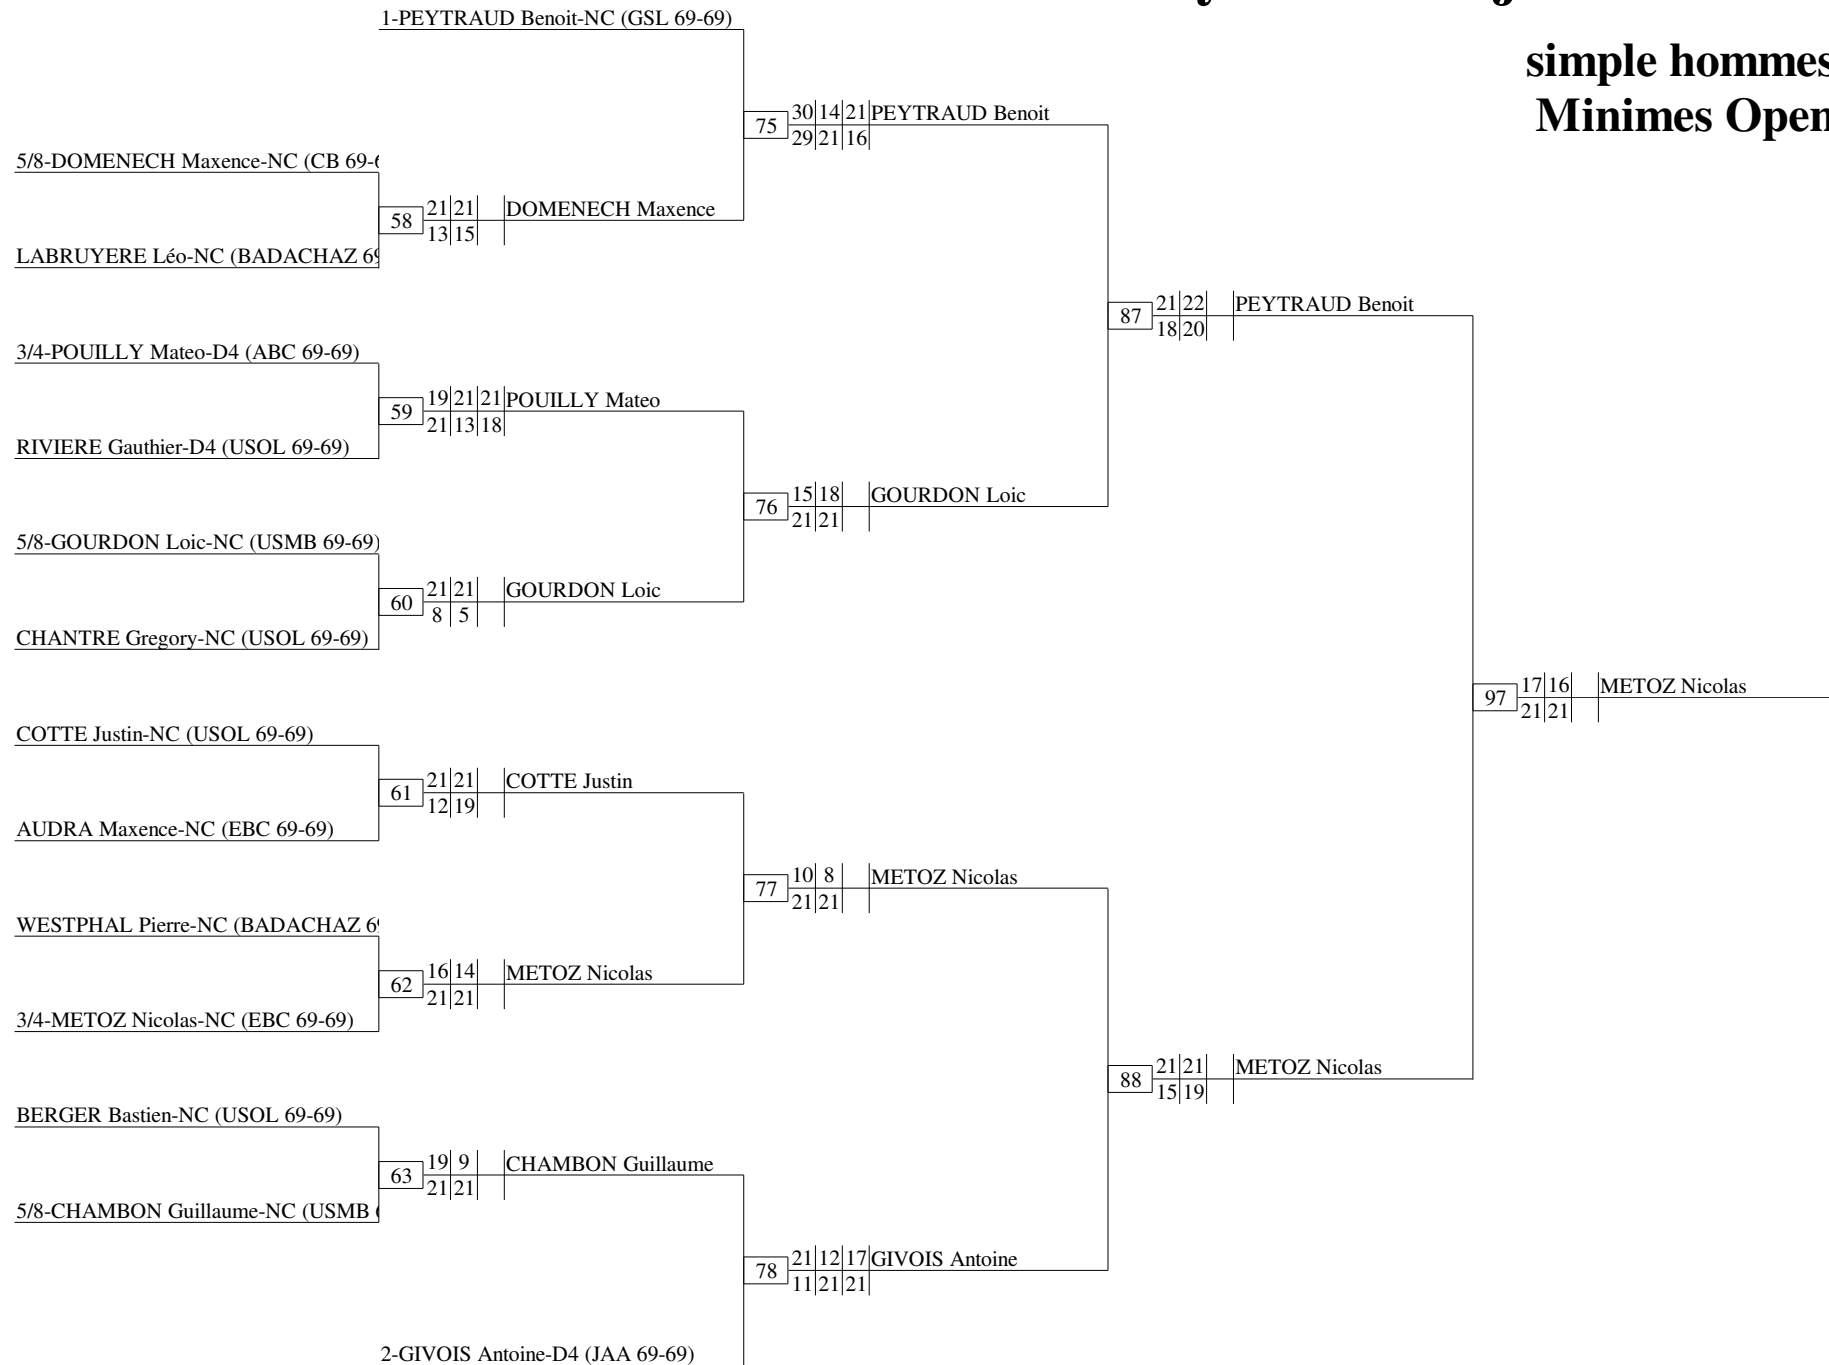 1-PEYTRAUD Benoit-NC (GSL 69-69)
simple hommes
Minimes Open
75
30 14 21 PEYTRAUD Benoit
29 21 16
5/8-DOMENECH Maxence-NC (CB 69-6
58
21 21 DOMENECH Maxence
13 15
LABRUYERE Léo-NC (BADACHAZ 69
87
21 22 PEYTRAUD Benoit
18 20
3/4-POUILLY Mateo-D4 (ABC 69-69)
59
19 21 21 POUILLY Mateo
21 13 18
RIVIERE Gauthier-D4 (USOL 69-69)
76
15 18 GOURDON Loic
21 21
5/8-GOURDON Loic-NC (USMB 69-69)
60
21 21 GOURDON Loic
8 5
CHANTRE Gregory-NC (USOL 69-69)
97
17 16 METOZ Nicolas
21 21
COTTE Justin-NC (USOL 69-69)
61
21 21 COTTE Justin
12 19
AUDRA Maxence-NC (EBC 69-69)
77
10 8 METOZ Nicolas
21 21
WESTPHAL Pierre-NC (BADACHAZ 69
62
16 14 METOZ Nicolas
21 21
3/4-METOZ Nicolas-NC (EBC 69-69)
88
21 21 METOZ Nicolas
15 19
BERGER Bastien-NC (USOL 69-69)
63
19 9 CHAMBON Guillaume
21 21
5/8-CHAMBON Guillaume-NC (USMB 6
78
21 12 17 GIVOIS Antoine
11 21 21
2-GIVOIS Antoine-D4 (JAA 69-69)